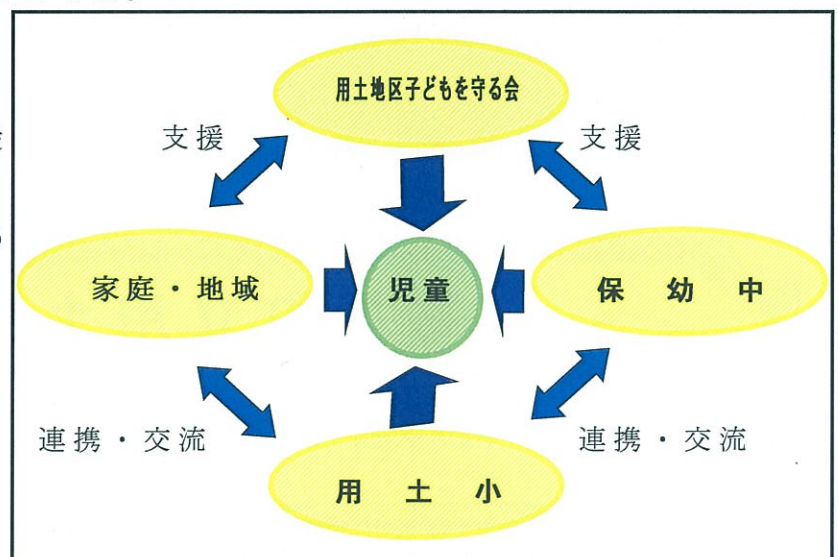 用土地区子どもを守る会
支援
支援
家庭・地域
児童
保幼中
連携・交流
連携・交流
用土小